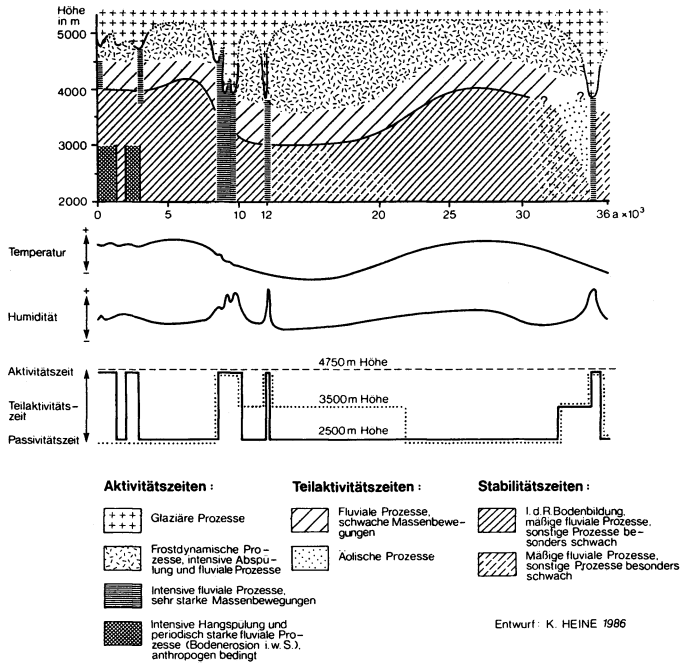 Höhe
in m
5000
4000
3000
2000
?
?
0 5 10 12 20 25 30 36 a × 10³
Temperatur
+
–
Humidität
+
–
Aktivitätszeit
Teilaktivitäts-
zeit
Passivitätszeit
4750 m Höhe
3500 m Höhe
2500 m Höhe
Aktivitätszeiten :
Glaziäre Prozesse
Frostdynamische Pro-
zesse, intensive Abspü-
lung und fluviale Prozesse
Intensive fluviale Prozesse,
sehr starke Massenbewegungen
Intensive Hangspülung und
periodisch starke fluviale Pro-
zesse (Bodenerosion i.w.S.),
anthropogen bedingt
Teilaktivitätszeiten :
Fluviale Prozesse,
schwache Massenbewe-
gungen
Äolische Prozesse
Stabilitätszeiten :
I.d.R. Bodenbildung,
mäßige fluviale Prozesse,
sonstige Prozesse be-
sonders schwach
Mäßige fluviale Prozesse,
sonstige Prozesse besonders
schwach
Entwurf: K. HEINE 1986